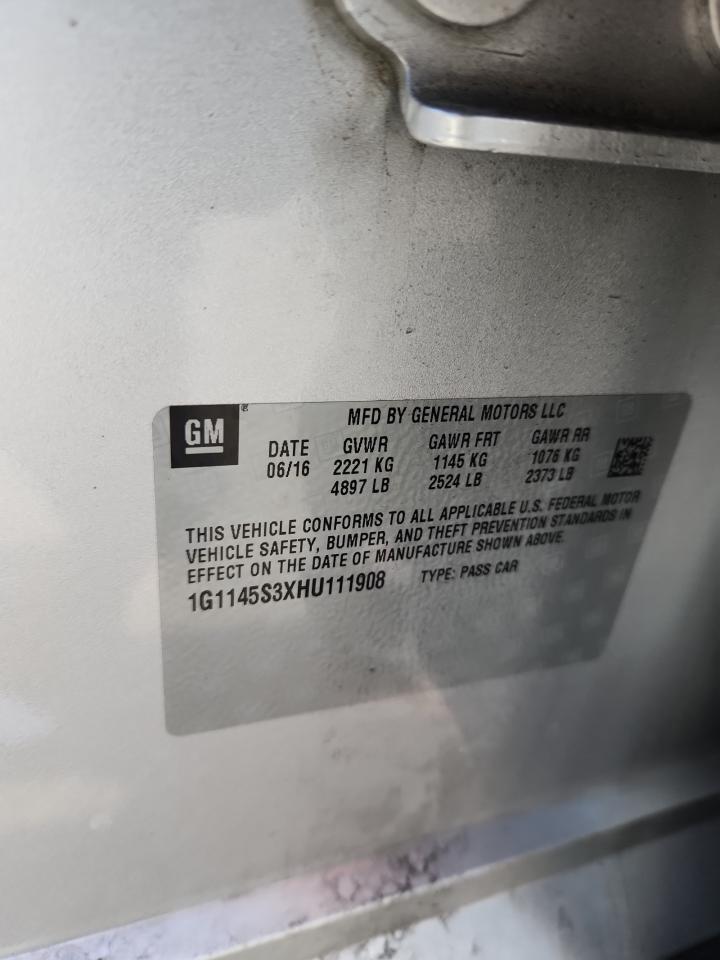 GM®
MFD BY GENERAL MOTORS LLC
DATE GVWR GAWR FRT GAWR RR
06/16 2221 KG 1145 KG 1076 KG
4897 LB 2524 LB 2373 LB
THIS VEHICLE CONFORMS TO ALL APPLICABLE U.S. FEDERAL MOTOR
VEHICLE SAFETY, BUMPER, AND THEFT PREVENTION STANDARDS IN
EFFECT ON THE DATE OF MANUFACTURE SHOWN ABOVE.
1G1145S3XHU111908 TYPE: PASS CAR